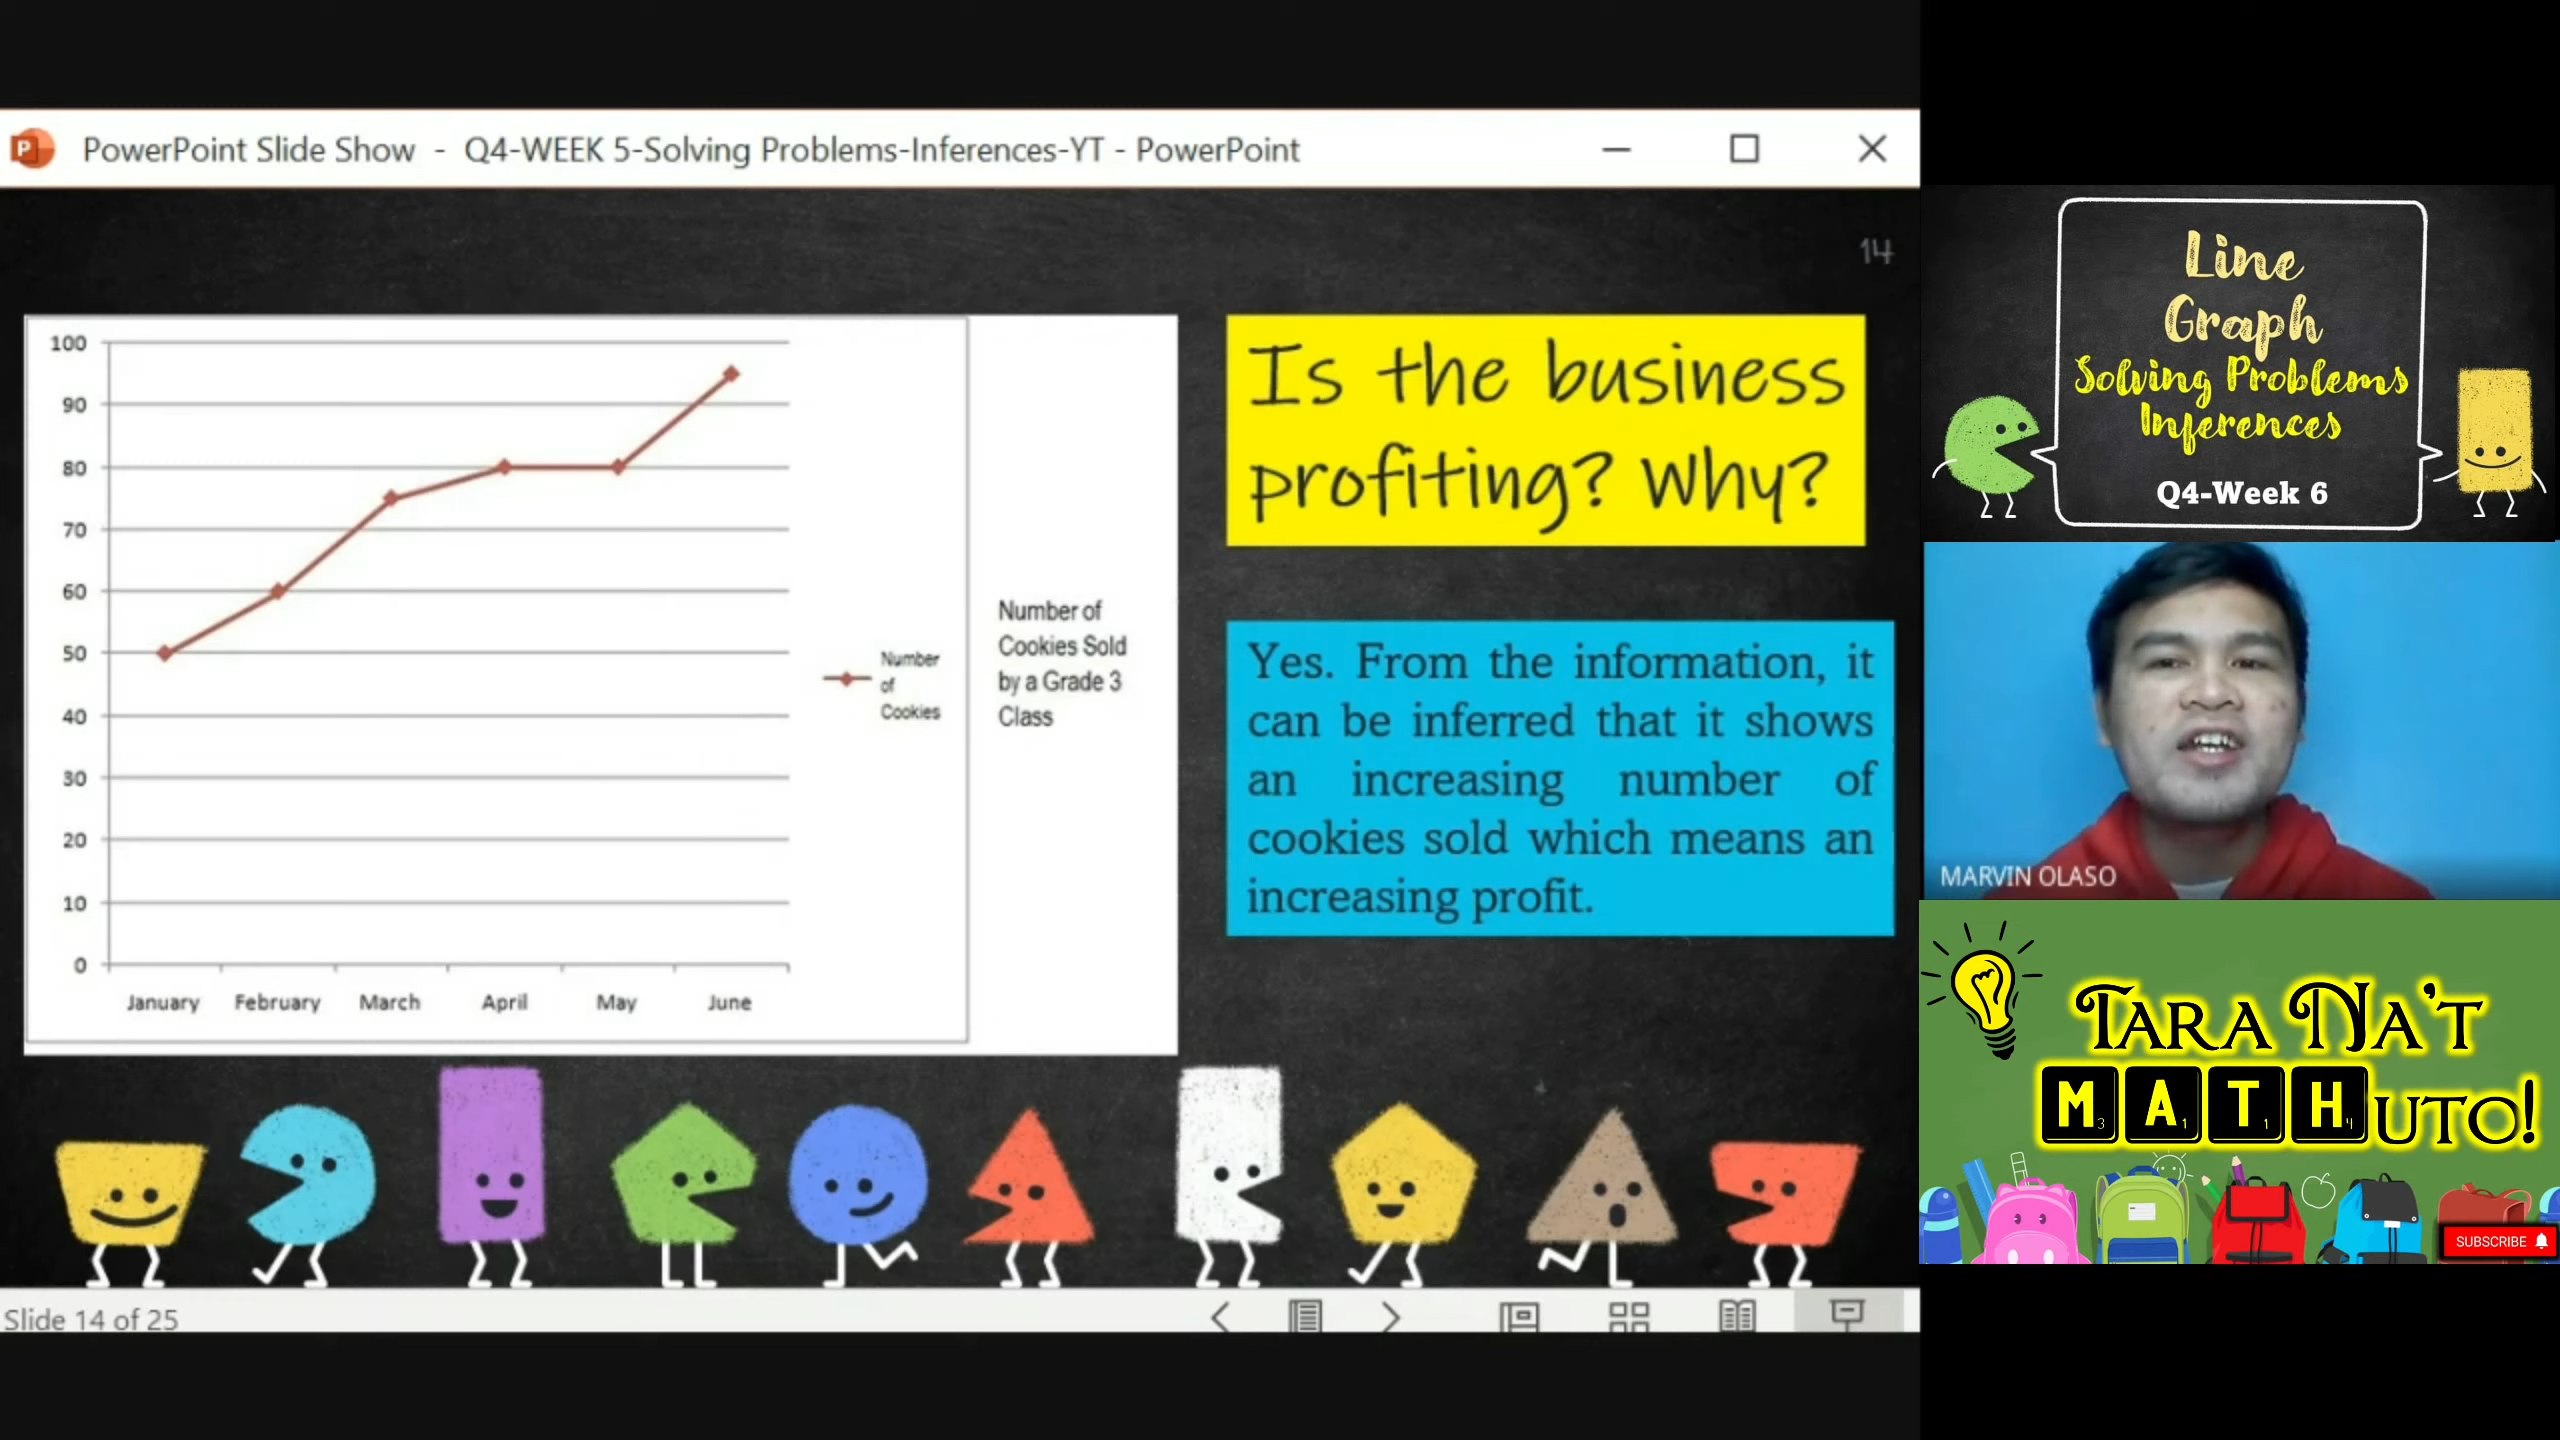 PowerPoint Slide Show - Q4-WEEK 5-Solving Problems-Inferences-YT - PowerPoint
14
100
90
80
70
60
50
40
30
20
10
0
January February March April May June
Number
of
Cookies
Number of
Cookies Sold
by a Grade 3
Class
Is the business
profiting? Why?
Yes. From the information, it
can be inferred that it shows
an increasing number of
cookies sold which means an
increasing profit.
Slide 14 of 25
Line
Graph
Solving Problems
Inferences
Q4-Week 6
MARVIN OLASO
TARA NA'T
MATHUTO!
SUBSCRIBE